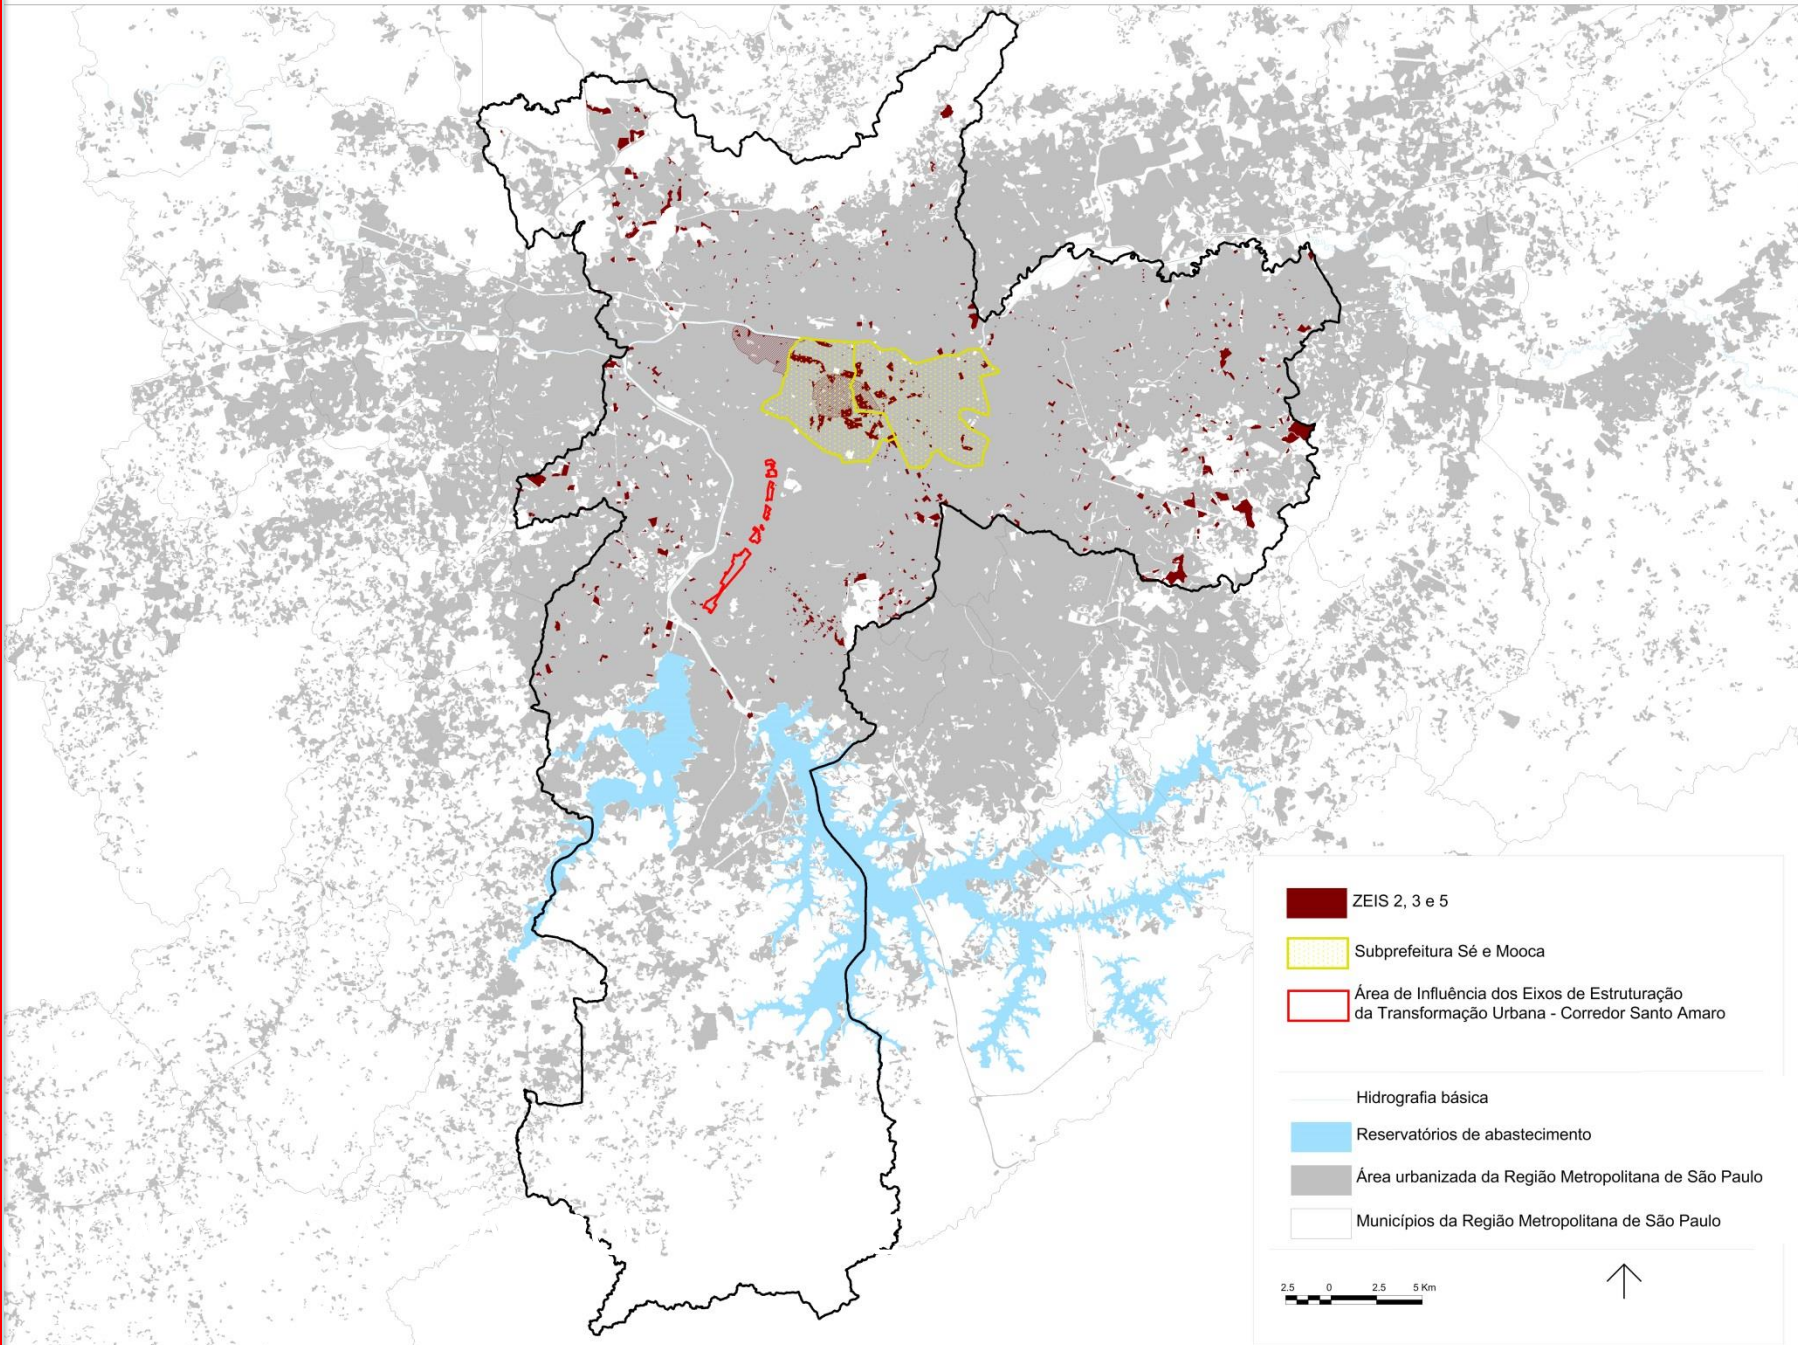 ZEIS 2, 3 e 5
Subprefeitura Sé e Mooca
Área de Influência dos Eixos de Estruturação
da Transformação Urbana - Corredor Santo Amaro
Hidrografia básica
Reservatórios de abastecimento
Área urbanizada da Região Metropolitana de São Paulo
Municípios da Região Metropolitana de São Paulo
2.5 0 2.5 5 Km